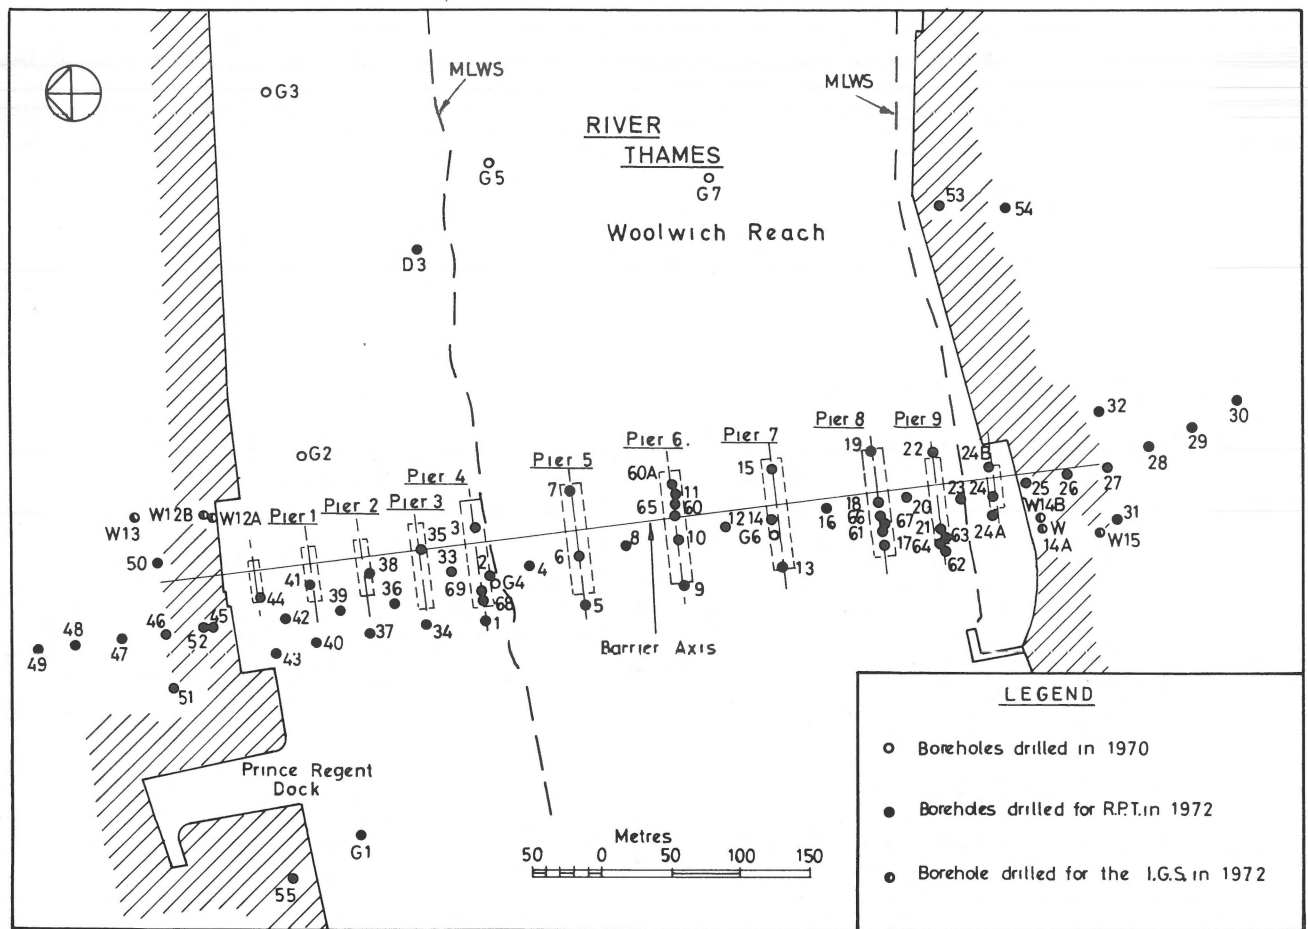 MLWS
MLWS
G3
RIVER
THAMES
G5
G7
53
54
Woolwich Reach
D3
30
32
29
28
Pier 8
Pier 9
19
22
24B
Pier 6.
Pier 7
60A
15
27
26
25
Pier 5
7
11
60
65
18
66
61
67
20
23
24
24A
W14B
W
14A
31
W15
G2
Pier 4
Pier 3
Pier 2
Pier 1
3
35
33
W12B
W12A
W13
50
10
12
14
G6
16
17
21
64
63
62
8
6
4
2
G4
13
9
5
38
41
39
36
69
68
1
44
42
40
37
34
43
45
52
46
47
48
49
51
Barrier Axis
Prince Regent
Dock
G1
55
Metres
50 0 50 100 150
LEGEND
Boreholes drilled in 1970
Boreholes drilled for R.P.T. in 1972
Borehole drilled for the I.G.S. in 1972